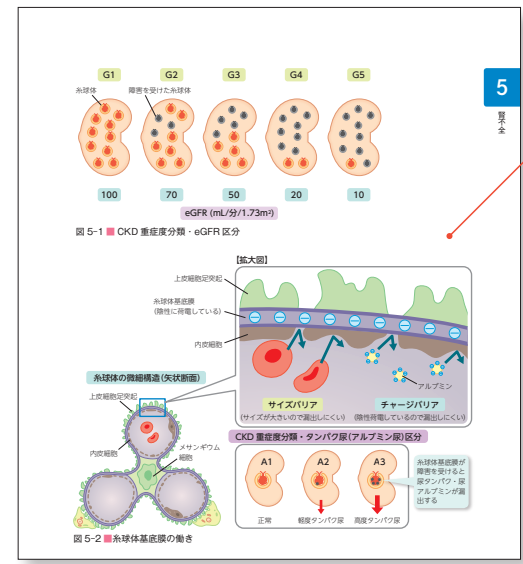 G1 G2 G3 G4 G5
糸球体 障害を受けた糸球体
5
腎不全
100 70 50 20 10
eGFR (mL/分/1.73m²)
図 5-1 ■ CKD 重症度分類・eGFR 区分
【拡大図】
上皮細胞足突起
糸球体基底膜
(陰性に荷電している)
内皮細胞
アルブミン
サイズバリア
(サイズが大きいので漏出しにくい)
チャージバリア
(陰性荷電しているので漏出しにくい)
糸球体の微細構造(矢状断面)
上皮細胞足突起
内皮細胞
メサンギウム
細胞
CKD 重症度分類・タンパク尿(アルブミン尿)区分
A1 A2 A3
正常 軽度タンパク尿 高度タンパク尿
糸球体基底膜が
障害を受けると
尿タンパク・尿
アルブミンが漏
出する
図 5-2 ■ 糸球体基底膜の働き